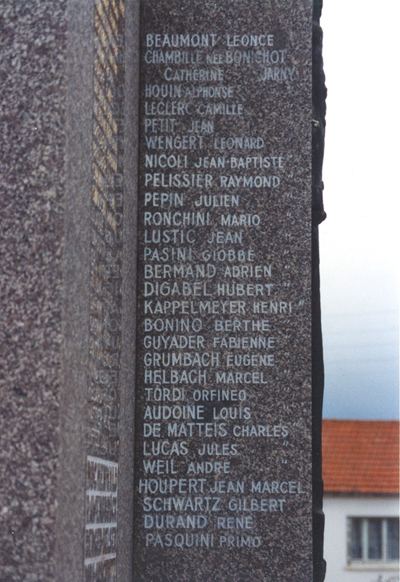 BEAUMONT LEONCE
CHAMBILLE NÉE BONICHOT
CATHERINE JARNY
HOUIN ALPHONSE
LECLERC CAMILLE
PETIT JEAN
WENGERT LEONARD
NICOLI JEAN-BAPTISTE
PELISSIER RAYMOND "
PEPIN JULIEN "
RONCHINI MARIO
LUSTIC JEAN
PASINI GIOBBE
BERMAND ADRIEN "
DIGABEL HUBERT "
KAPPELMEYER HENRI "
BONINO BERTHE
GUYADER FABIENNE
GRUMBACH EUGENE
HELBACH MARCEL
TORDI ORFINEO
AUDOINE LOUIS
DE MATTEIS CHARLES
LUCAS JULES "
WEIL ANDRE "
HOUPERT JEAN MARCEL
SCHWARTZ GILBERT
DURAND RENE
PASQUINI PRIMO